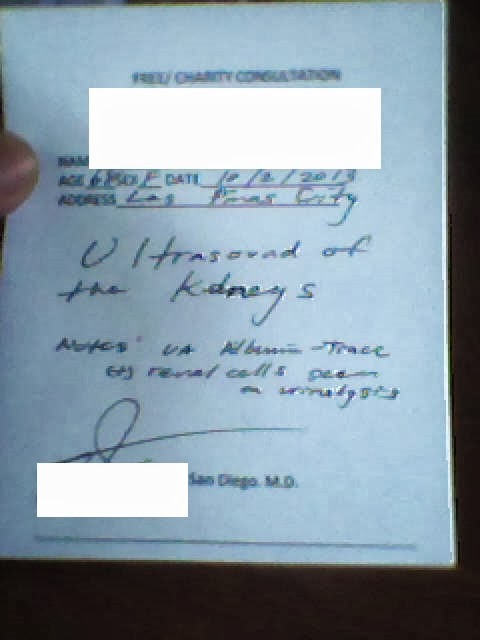 FREE/ CHARITY CONSULTATION
NAME
AGE 68 SEX F DATE 10/2/2013
ADDRESS Las Pinas City
Ultrasound of
the Kidneys
Notes: UA Albumin - Trace
(+) renal cells seen
on urinalysis
San Diego. M.D.